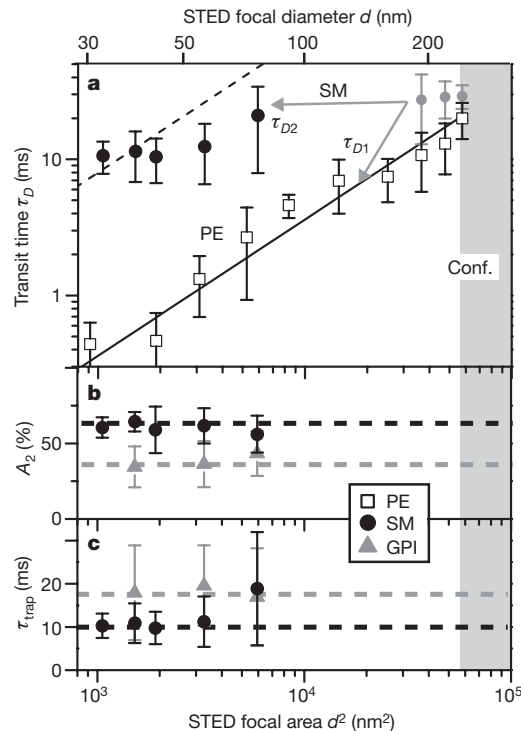 STED focal diameter d (nm)
30 50 100 200
a
SM
τD2
τD1
10
PE
Conf.
1
Transit time τD (ms)
b
50
0
A2 (%)
PE
SM
GPI
c
20
10
0
τtrap (ms)
10³ 10⁴ 10⁵
STED focal area d² (nm²)